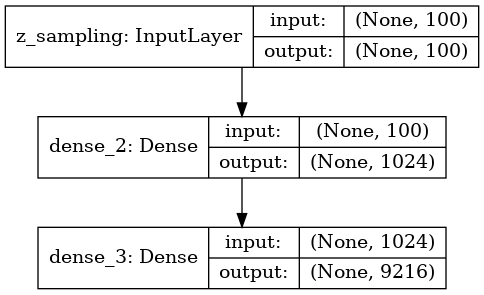 z_sampling: InputLayer
input: (None, 100)
output: (None, 100)
dense_2: Dense
input: (None, 100)
output: (None, 1024)
dense_3: Dense
input: (None, 1024)
output: (None, 9216)